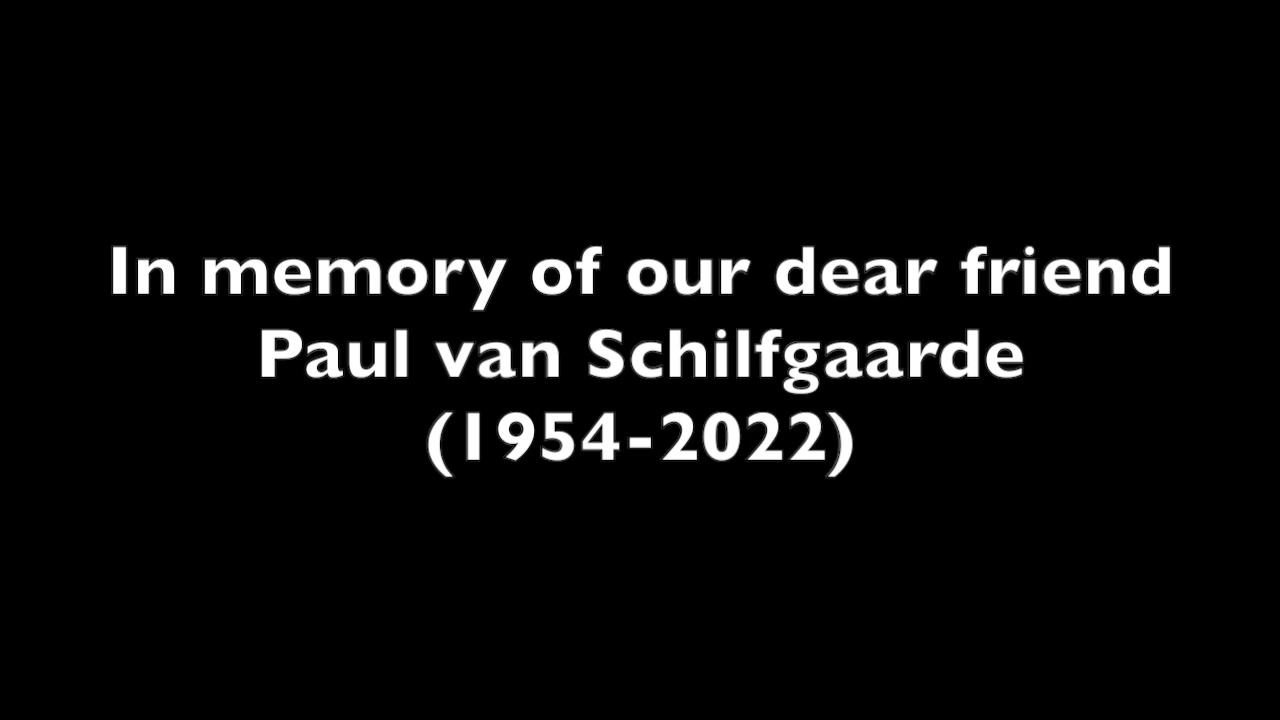 In memory of our dear friend
Paul van Schilfgaarde
(1954-2022)